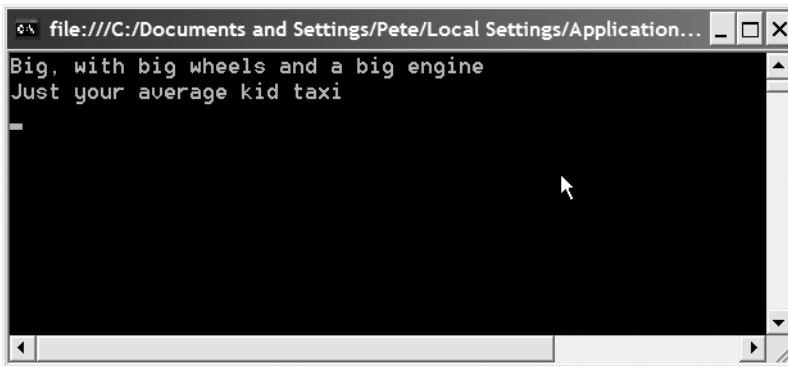 file:///C:/Documents and Settings/Pete/Local Settings/Application...
Big, with big wheels and a big engine
Just your average kid taxi